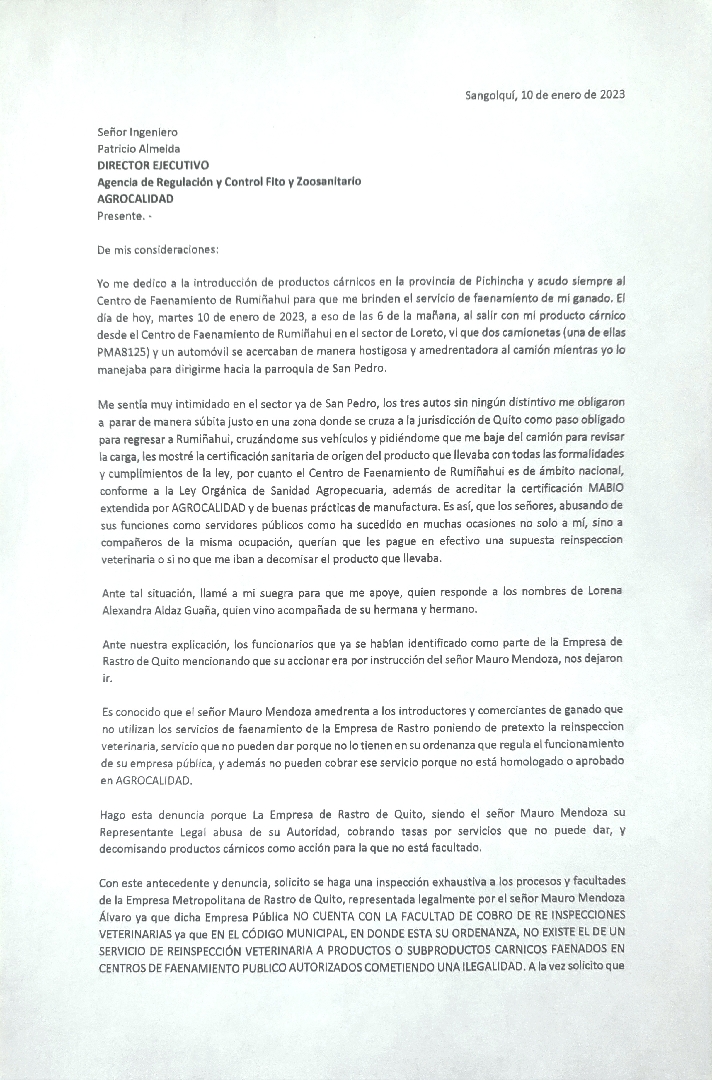 Sangolquí, 10 de enero de 2023
Señor Ingeniero
Patricio Almeida
DIRECTOR EJECUTIVO
Agencia de Regulación y Control Fito y Zoosanitario
AGROCALIDAD
Presente. -
De mis consideraciones:
Yo me dedico a la introducción de productos cárnicos en la provincia de Pichincha y acudo siempre al
Centro de Faenamiento de Rumiñahui para que me brinden el servicio de faenamiento de mi ganado. El
día de hoy, martes 10 de enero de 2023, a eso de las 6 de la mañana, al salir con mi producto cárnico
desde el Centro de Faenamiento de Rumiñahui en el sector de Loreto, vi que dos camionetas (una de ellas
PMA8125) y un automóvil se acercaban de manera hostigosa y amedrentadora al camión mientras yo lo
manejaba para dirigirme hacia la parroquia de San Pedro.
Me sentía muy intimidado en el sector ya de San Pedro, los tres autos sin ningún distintivo me obligaron
a parar de manera súbita justo en una zona donde se cruza a la jurisdicción de Quito como paso obligado
para regresar a Rumiñahui, cruzándome sus vehículos y pidiéndome que me baje del camión para revisar
la carga, les mostré la certificación sanitaria de origen del producto que llevaba con todas las formalidades
y cumplimientos de la ley, por cuanto el Centro de Faenamiento de Rumiñahui es de ámbito nacional,
conforme a la Ley Orgánica de Sanidad Agropecuaria, además de acreditar la certificación MABIO
extendida por AGROCALIDAD y de buenas prácticas de manufactura. Es así, que los señores, abusando de
sus funciones como servidores públicos como ha sucedido en muchas ocasiones no solo a mí, sino a
compañeros de la misma ocupación, querían que les pague en efectivo una supuesta reinspeccion
veterinaria o si no que me iban a decomisar el producto que llevaba.
Ante tal situación, llamé a mi suegra para que me apoye, quien responde a los nombres de Lorena
Alexandra Aldaz Guaña, quien vino acompañada de su hermana y hermano.
Ante nuestra explicación, los funcionarios que ya se habían identificado como parte de la Empresa de
Rastro de Quito mencionando que su accionar era por instrucción del señor Mauro Mendoza, nos dejaron
ir.
Es conocido que el señor Mauro Mendoza amedrenta a los introductores y comerciantes de ganado que
no utilizan los servicios de faenamiento de la Empresa de Rastro poniendo de pretexto la reinspeccion
veterinaria, servicio que no pueden dar porque no lo tienen en su ordenanza que regula el funcionamiento
de su empresa pública, y además no pueden cobrar ese servicio porque no está homologado o aprobado
en AGROCALIDAD.
Hago esta denuncia porque La Empresa de Rastro de Quito, siendo el señor Mauro Mendoza su
Representante Legal abusa de su Autoridad, cobrando tasas por servicios que no puede dar, y
decomisando productos cárnicos como acción para la que no está facultado.
Con este antecedente y denuncia, solicito se haga una inspección exhaustiva a los procesos y facultades
de la Empresa Metropolitana de Rastro de Quito, representada legalmente por el señor Mauro Mendoza
Álvaro ya que dicha Empresa Pública NO CUENTA CON LA FACULTAD DE COBRO DE RE INSPECCIONES
VETERINARIAS ya que EN EL CÓDIGO MUNICIPAL, EN DONDE ESTA SU ORDENANZA, NO EXISTE EL DE UN
SERVICIO DE REINSPECCIÓN VETERINARIA A PRODUCTOS O SUBPRODUCTOS CARNICOS FAENADOS EN
CENTROS DE FAENAMIENTO PUBLICO AUTORIZADOS COMETIENDO UNA ILEGALIDAD. A la vez solicito que